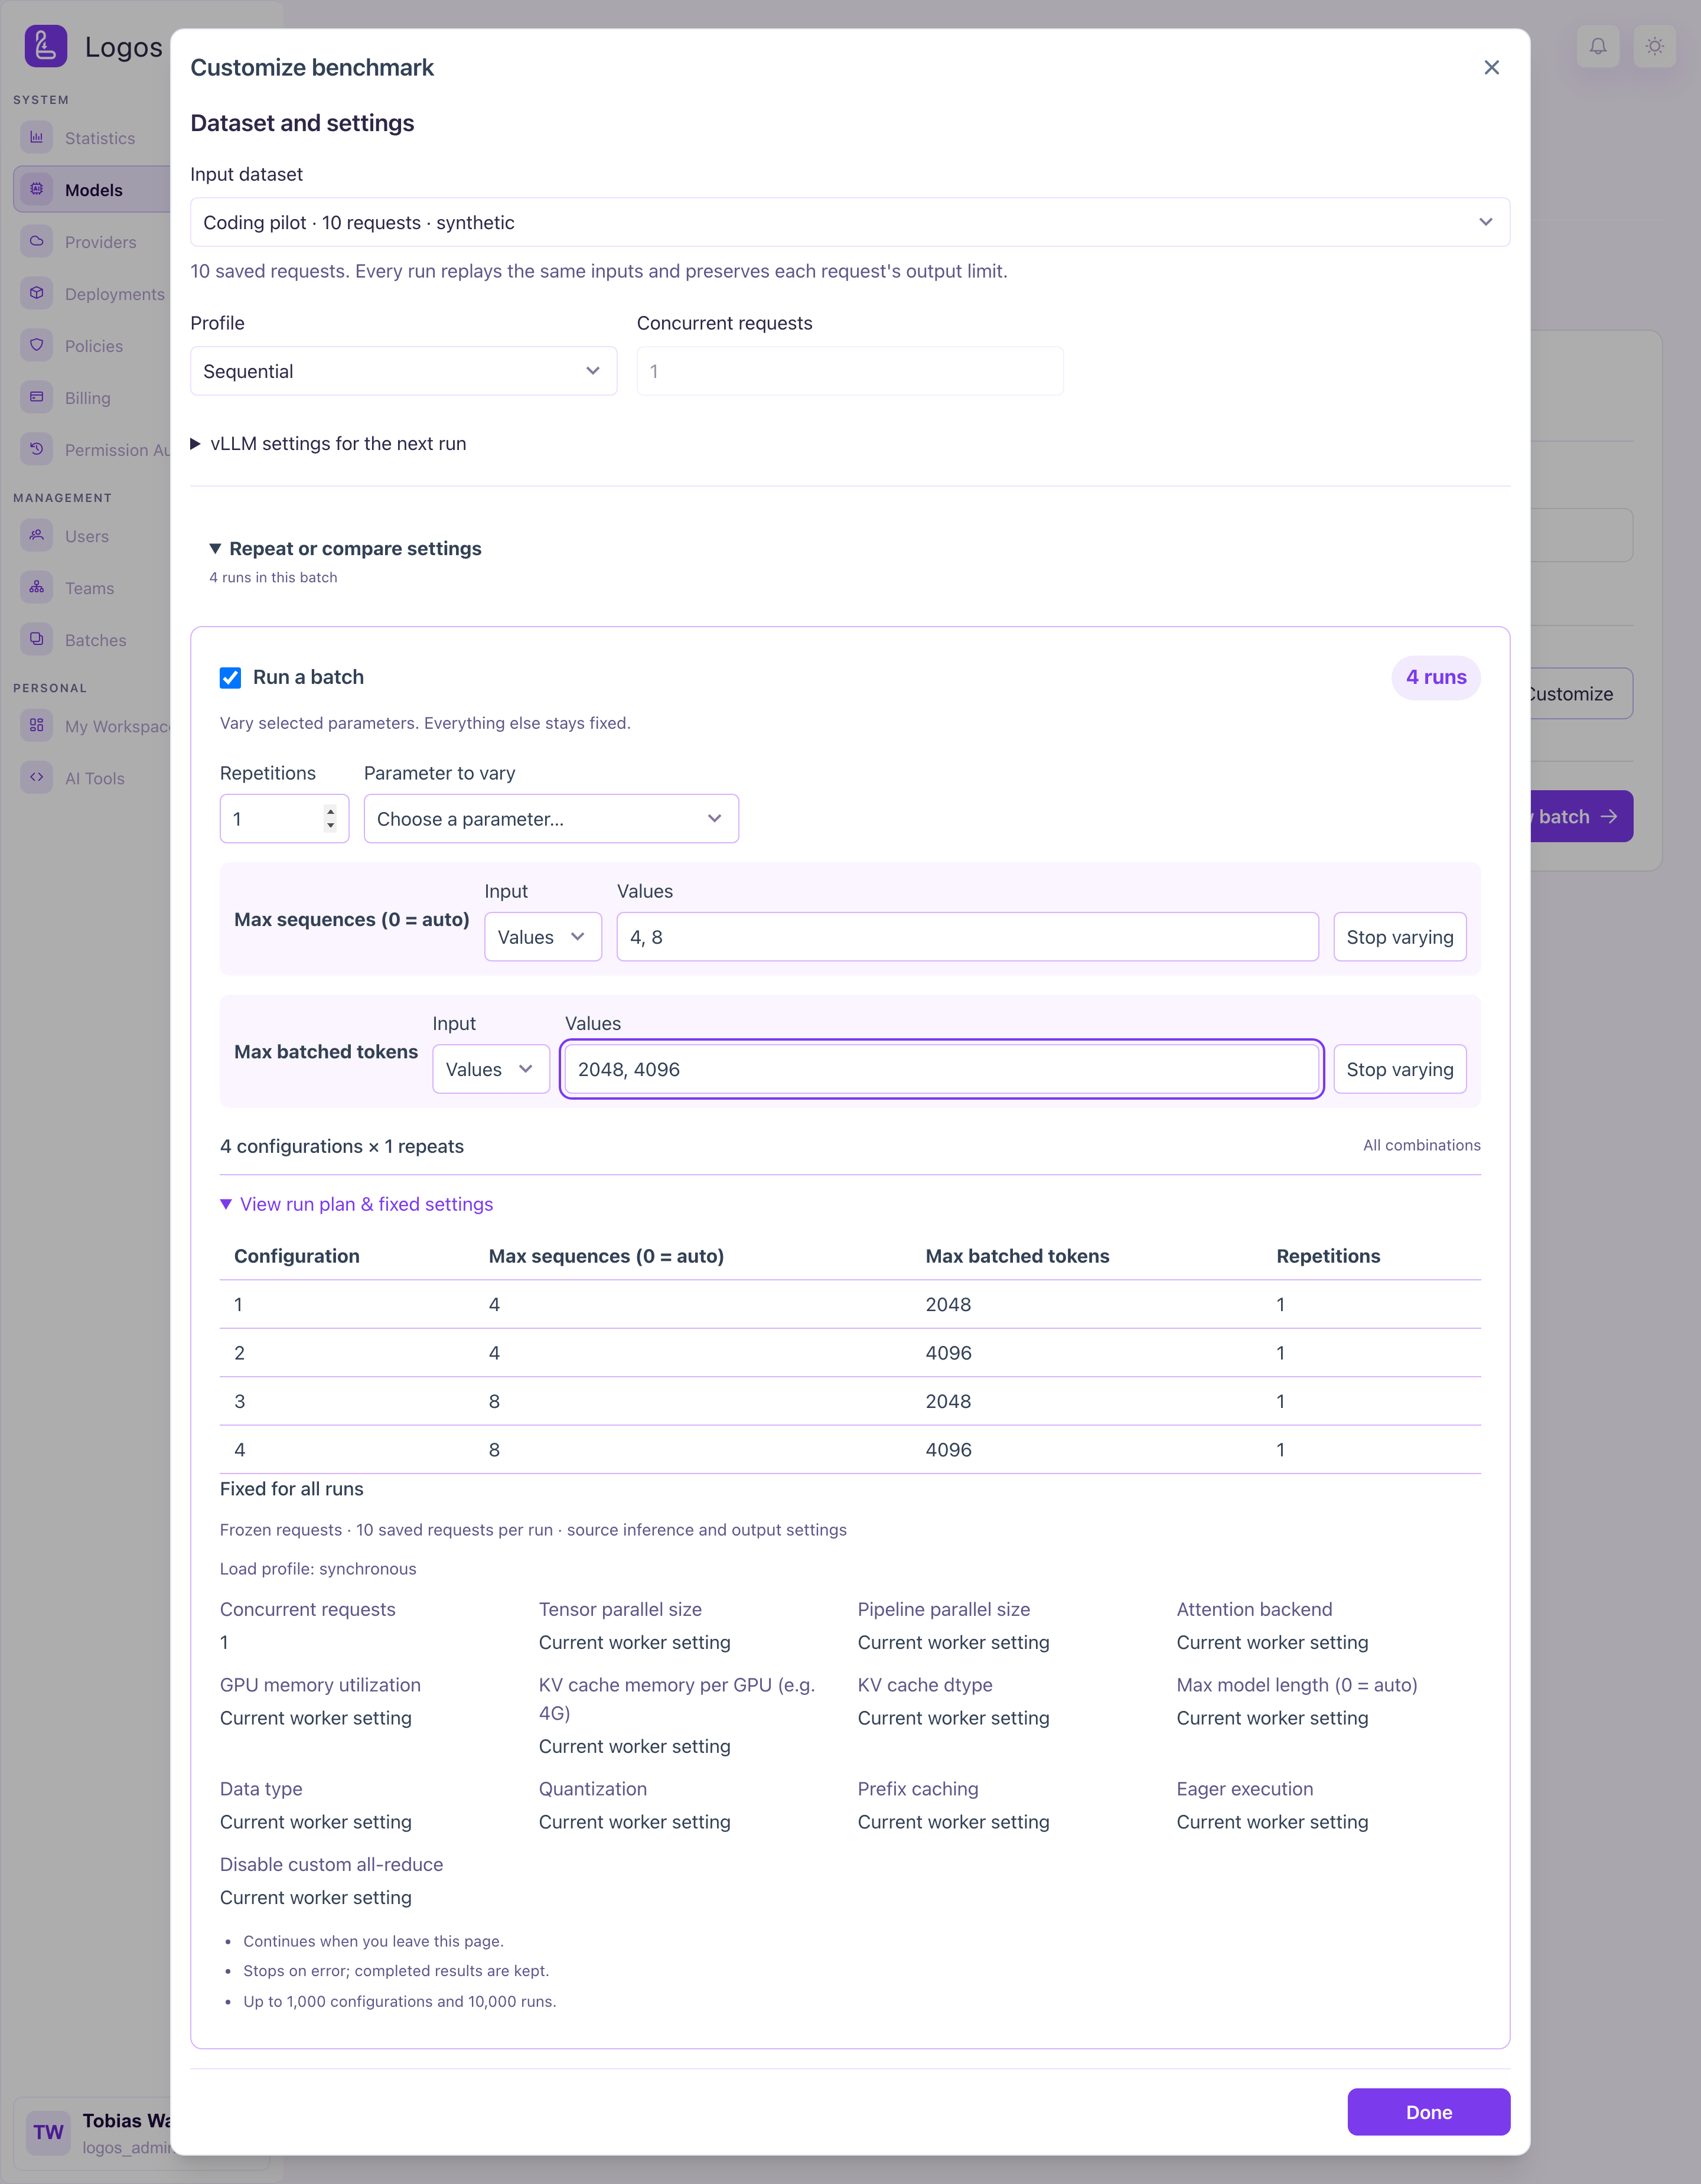 Logos
SYSTEM
Statistics
Models
Providers
Deployments
Policies
Billing
Permission
MANAGEMENT
Users
Teams
Batches
PERSONAL
My
AI Tools
TW
Tobias
Customize benchmark
Dataset and settings
Input dataset
Coding pilot · 10 requests · synthetic
10 saved requests. Every run replays the same inputs and preserves each request's output limit.
Profile
Concurrent requests
Sequential
1
vLLM settings for the next run
Repeat or compare settings
4 runs in this batch
Run a batch
4 runs
Vary selected parameters. Everything else stays fixed.
Repetitions
Parameter to vary
1
Choose a parameter...
Input
Values
Max sequences (0 = auto)
Values
4, 8
Stop varying
Input
Values
Max batched tokens
Values
2048, 4096
Stop varying
4 configurations × 1 repeats
All combinations
View run plan & fixed settings
Configuration Max sequences (0 = auto) Max batched tokens Repetitions
1 4 2048 1
2 4 4096 1
3 8 2048 1
4 8 4096 1
Fixed for all runs
Frozen requests · 10 saved requests per run · source inference and output settings
Load profile: synchronous
Concurrent requests
1
Tensor parallel size
Current worker setting
Pipeline parallel size
Current worker setting
Attention backend
Current worker setting
GPU memory utilization
Current worker setting
KV cache memory per GPU (e.g.
4G)
Current worker setting
KV cache dtype
Current worker setting
Max model length (0 = auto)
Current worker setting
Data type
Current worker setting
Quantization
Current worker setting
Prefix caching
Current worker setting
Eager execution
Current worker setting
Disable custom all-reduce
Current worker setting
• Continues when you leave this page.
• Stops on error; completed results are kept.
• Up to 1,000 configurations and 10,000 runs.
Done
Customize
batch →